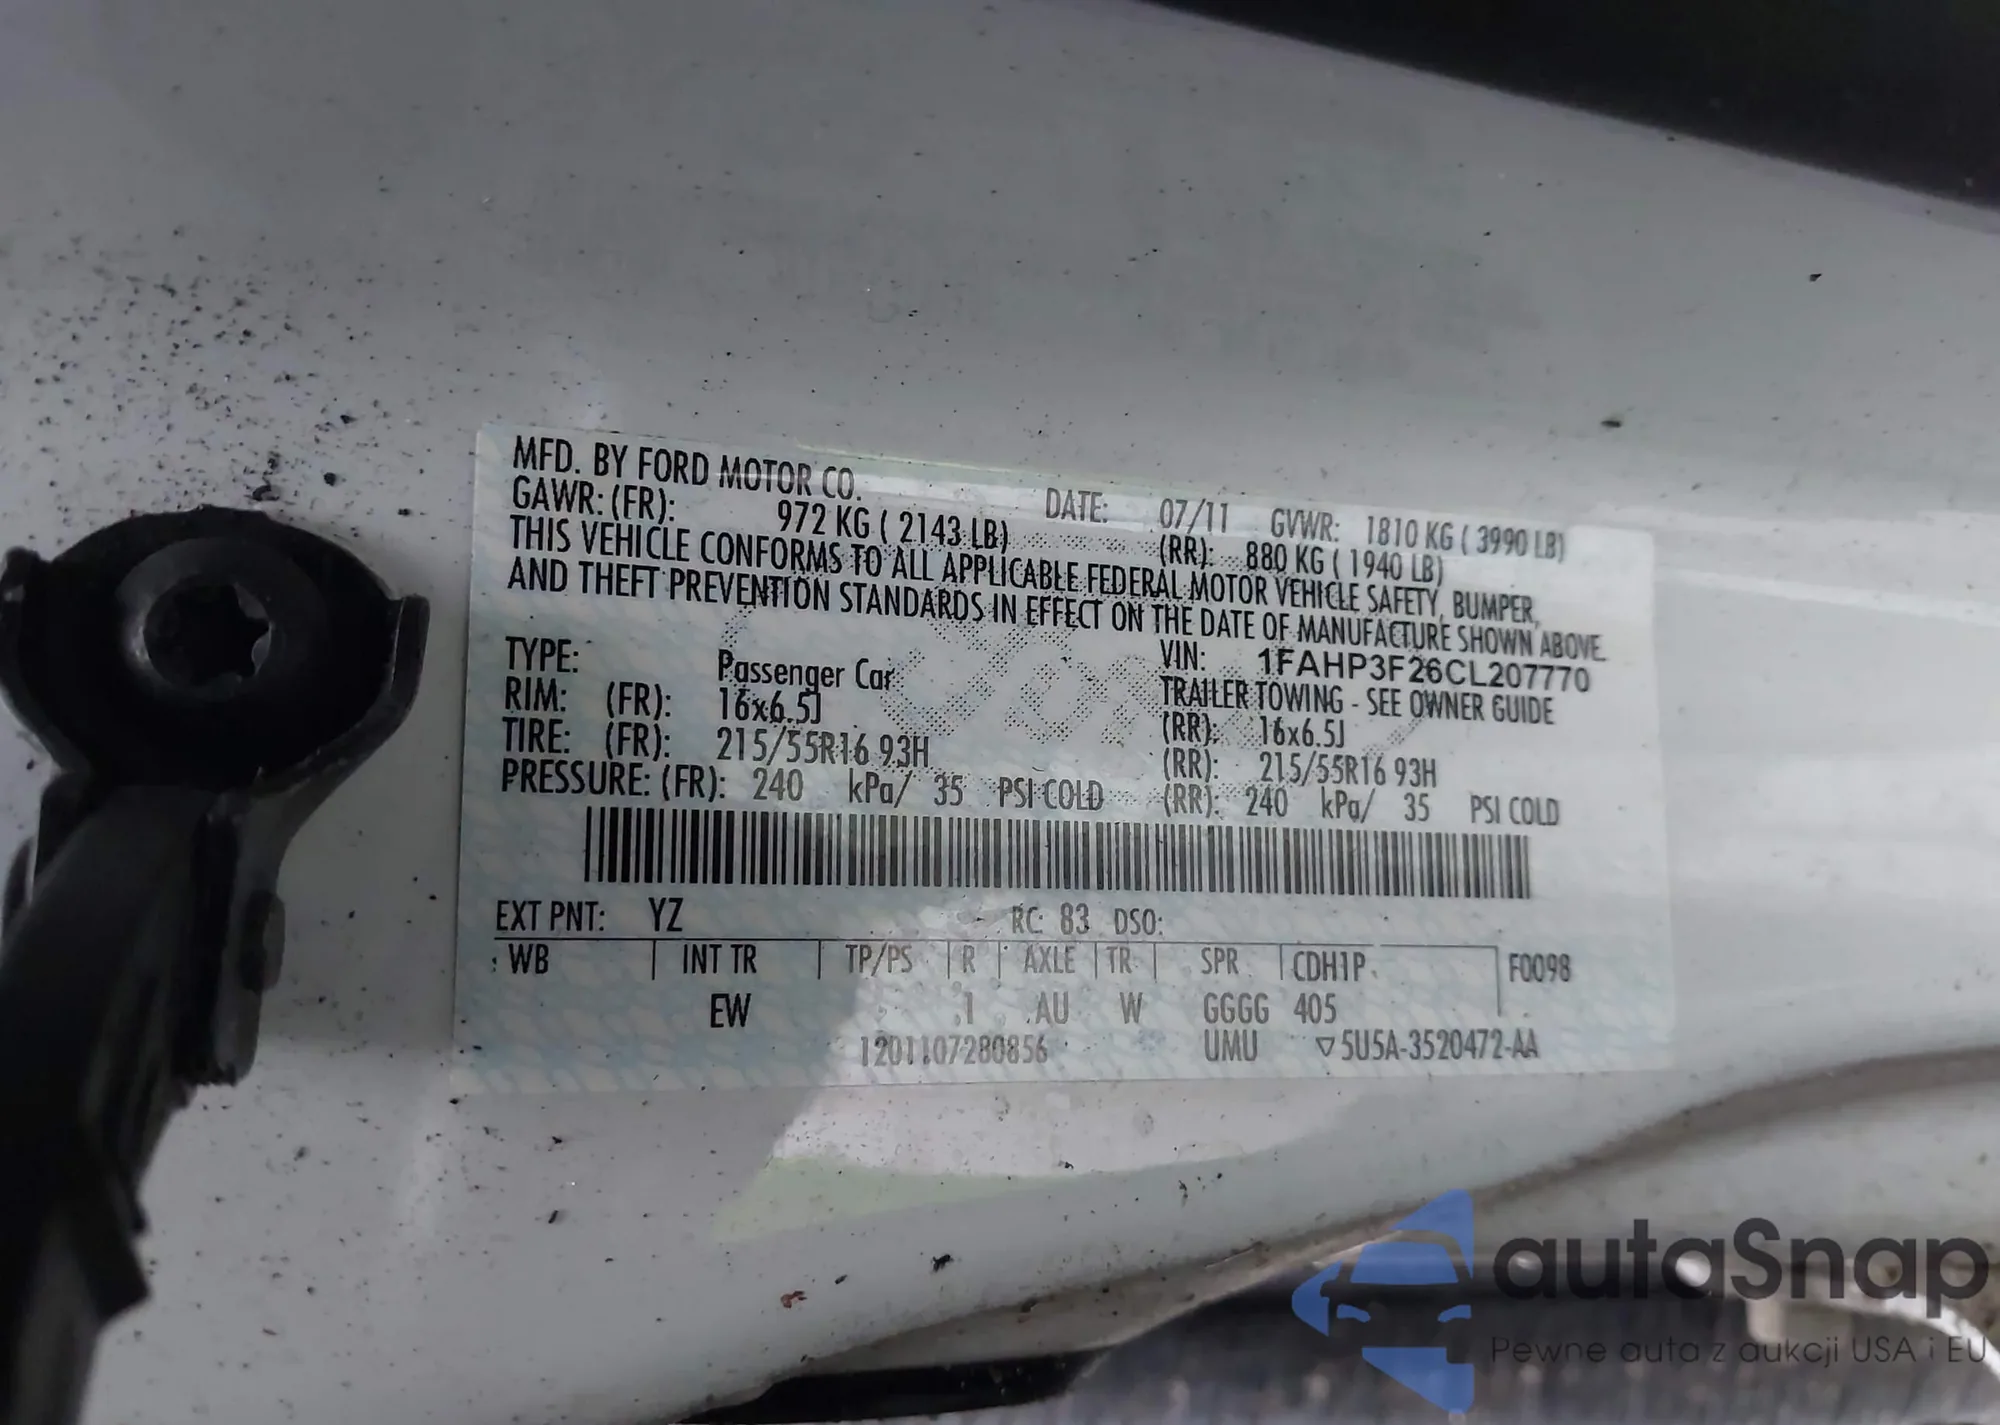 MFD. BY FORD MOTOR CO.
DATE: 07/11 GVWR: 1810 KG ( 3990 LB)
GAWR: (FR): 972 KG ( 2143 LB) (RR): 880 KG ( 1940 LB)
THIS VEHICLE CONFORMS TO ALL APPLICABLE FEDERAL MOTOR VEHICLE SAFETY, BUMPER,
AND THEFT PREVENTION STANDARDS IN EFFECT ON THE DATE OF MANUFACTURE SHOWN ABOVE.
VIN: 1FAHP3F26CL207770
TYPE: Passenger Car TRAILER TOWING - SEE OWNER GUIDE
RIM: (FR): 16x6.5J (RR): 16x6.5J
TIRE: (FR): 215/55R16 93H (RR): 215/55R16 93H
PRESSURE: (FR): 240 kPa/ 35 PSI COLD (RR): 240 kPa/ 35 PSI COLD
EXT PNT: YZ RC: 83 DSO:
WB INT TR TP/PS R AXLE TR SPR CDH1P F0098
EW 1 AU W GGGG 405
1201107280856 UMU ▽5U5A-3520472-AA
autaSnap
Pewne auta z aukcji USA i EU